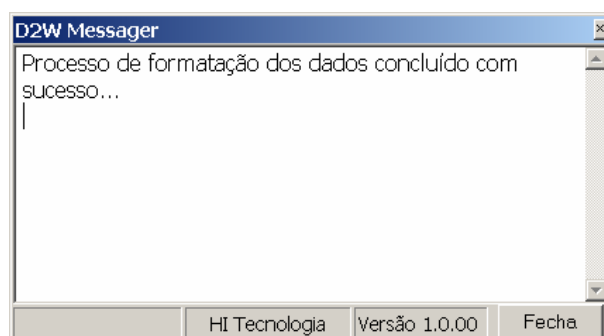 D2W Messager
Processo de formatação dos dados concluído com
sucesso...
HI Tecnologia Versão 1.0.00 Fecha